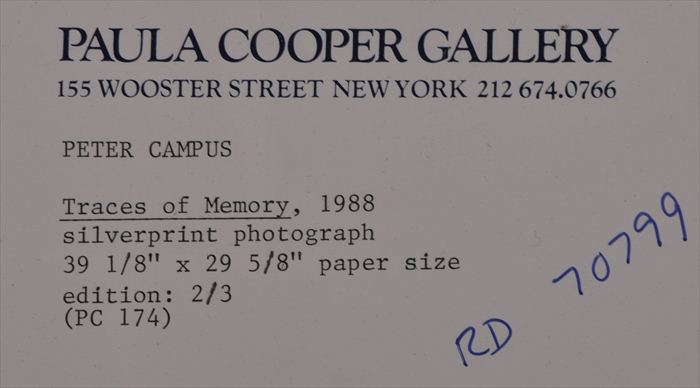 PAULA COOPER GALLERY
155 WOOSTER STREET NEW YORK 212 674.0766
PETER CAMPUS
Traces of Memory, 1988
silverprint photograph
39 1/8" x 29 5/8" paper size
edition: 2/3
(PC 174)
RD 70799